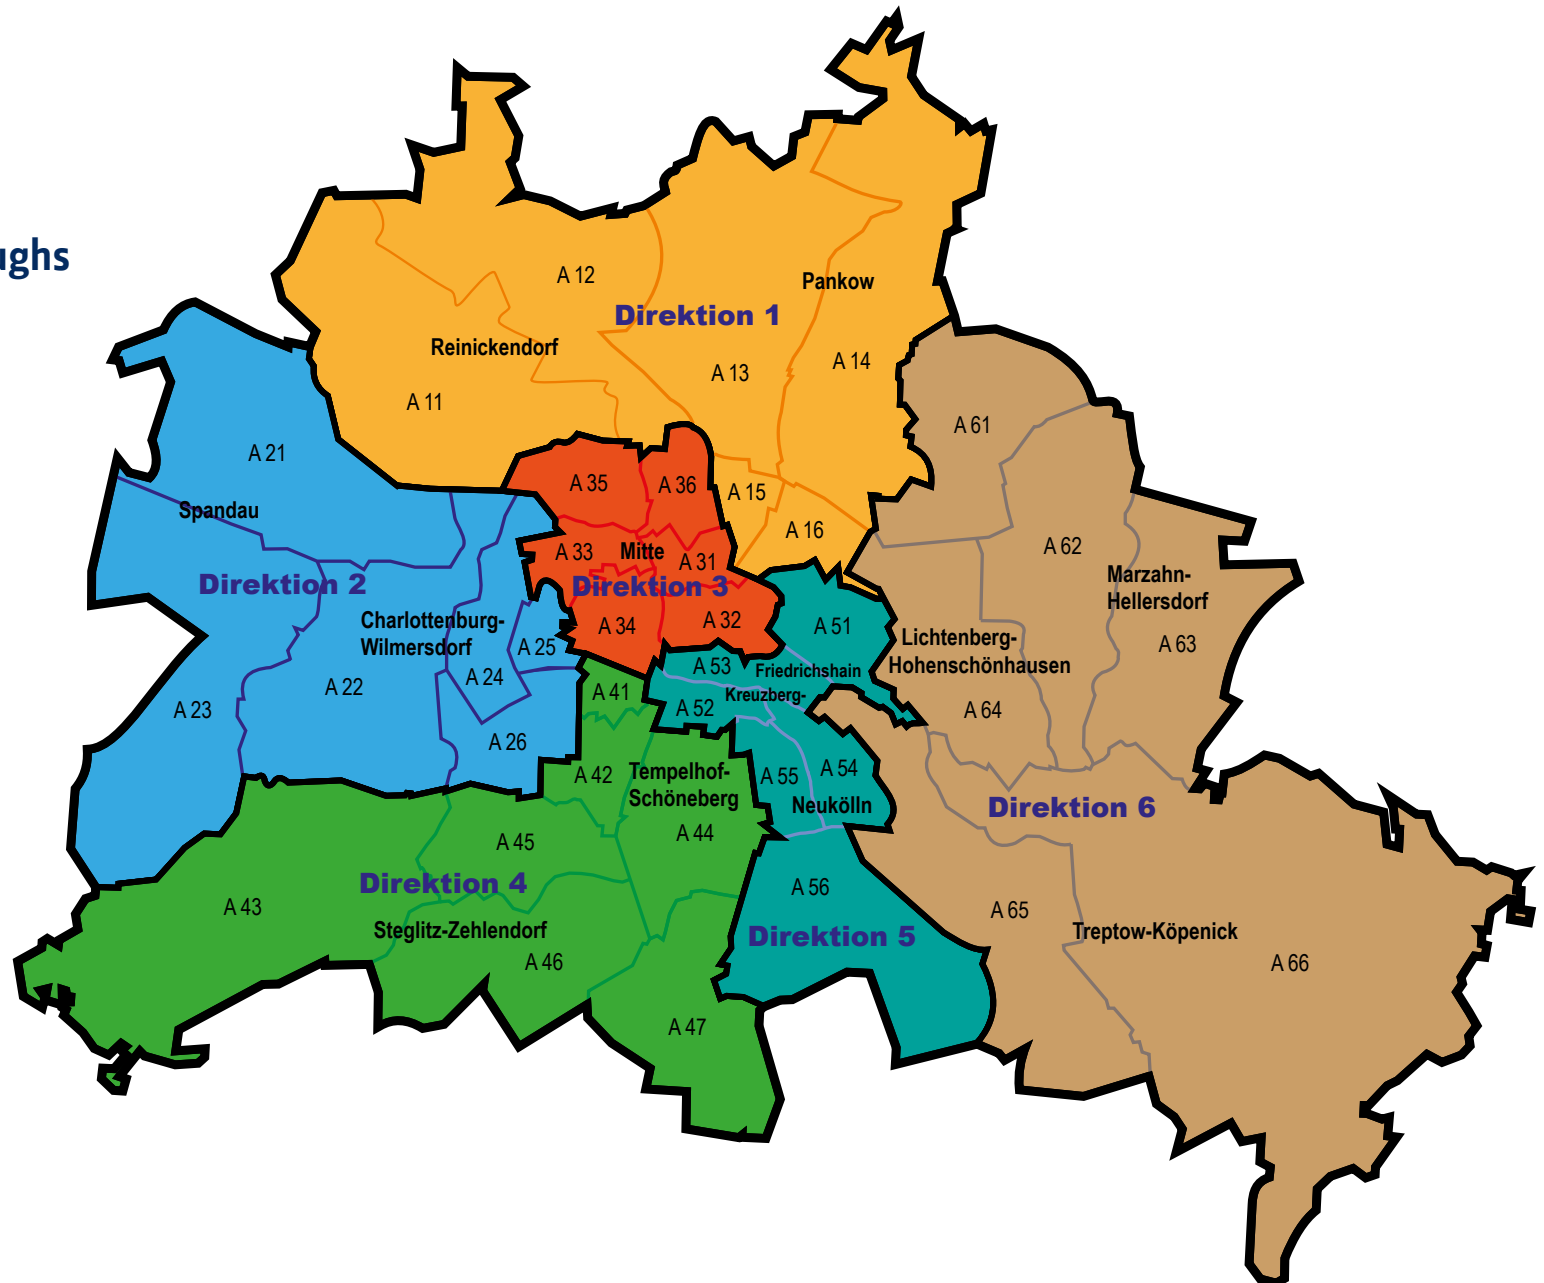 ughs
A 12
Pankow
Direktion 1
Reinickendorf
A 13
A 14
A 11
A 61
A 21
A 35
A 36
A 15
Spandau
A 16
A 33
Mitte
A 31
A 62
Direktion 2
Direktion 3
Marzahn-
Hellersdorf
Charlottenburg-
Wilmersdorf
A 25
A 34
A 32
A 51
Lichtenberg-
Hohenschönhausen
A 63
A 24
A 22
A 23
A 41
A 53
Friedrichshain
Kreuzberg-
A 52
A 64
A 26
A 42
Tempelhof-
Schöneberg
A 55
A 54
Neukölln
Direktion 6
A 44
A 45
Direktion 4
A 56
A 43
Steglitz-Zehlendorf
Direktion 5
A 65
Treptow-Köpenick
A 46
A 66
A 47